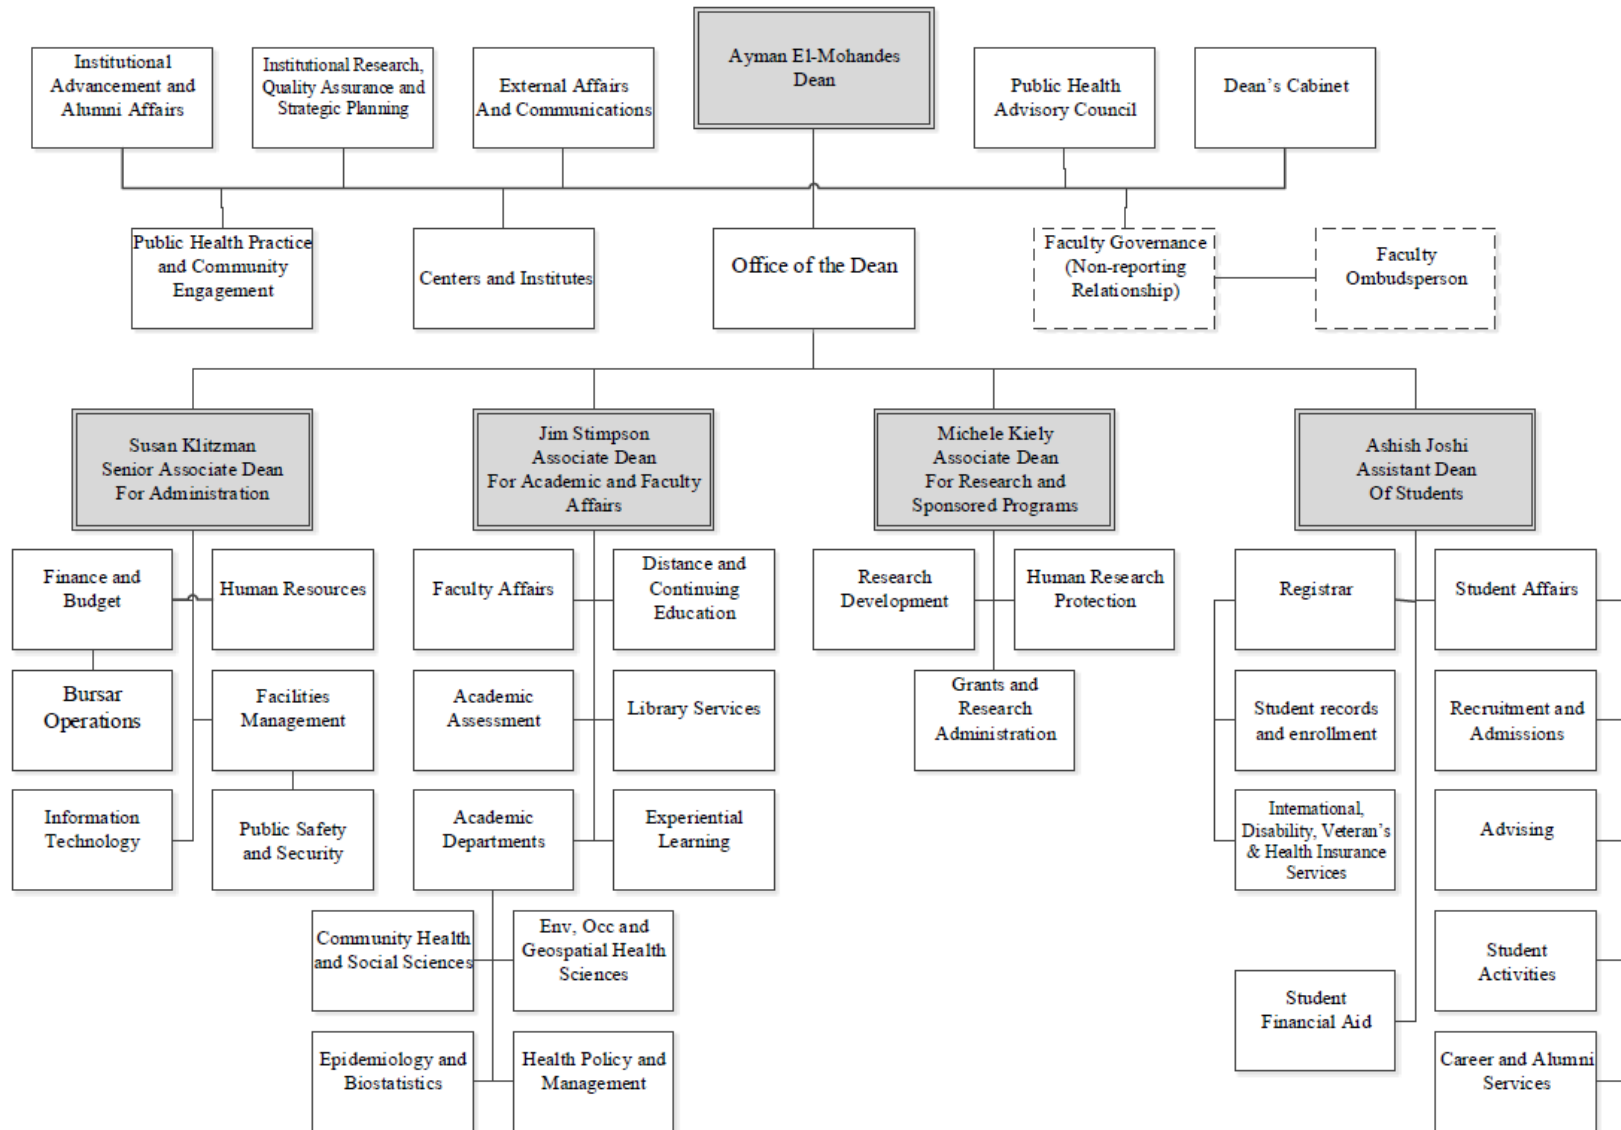 Institutional
Advancement and
Alumni Affairs
Institutional Research,
Quality Assurance and
Strategic Planning
External Affairs
And Communications
Ayman El-Mohandes
Dean
Public Health
Advisory Council
Dean's Cabinet
Public Health Practice
and Community
Engagement
Centers and Institutes
Office of the Dean
Faculty Governance
(Non-reporting
Relationship)
Faculty
Ombudsperson
Susan Klitzman
Senior Associate Dean
For Administration
Jim Stimpson
Associate Dean
For Academic and Faculty
Affairs
Michele Kiely
Associate Dean
For Research and
Sponsored Programs
Ashish Joshi
Assistant Dean
Of Students
Finance and
Budget
Human Resources
Faculty Affairs
Distance and
Continuing
Education
Research
Development
Human Research
Protection
Registrar
Student Affairs
Bursar
Operations
Facilities
Management
Academic
Assessment
Library Services
Grants and
Research
Administration
Student records
and enrollment
Recruitment and
Admissions
Information
Technology
Public Safety
and Security
Academic
Departments
Experiential
Learning
International,
Disability, Veteran's
& Health Insurance
Services
Advising
Community Health
and Social Sciences
Env, Occ and
Geospatial Health
Sciences
Student
Activities
Student
Financial Aid
Epidemiology and
Biostatistics
Health Policy and
Management
Career and Alumni
Services